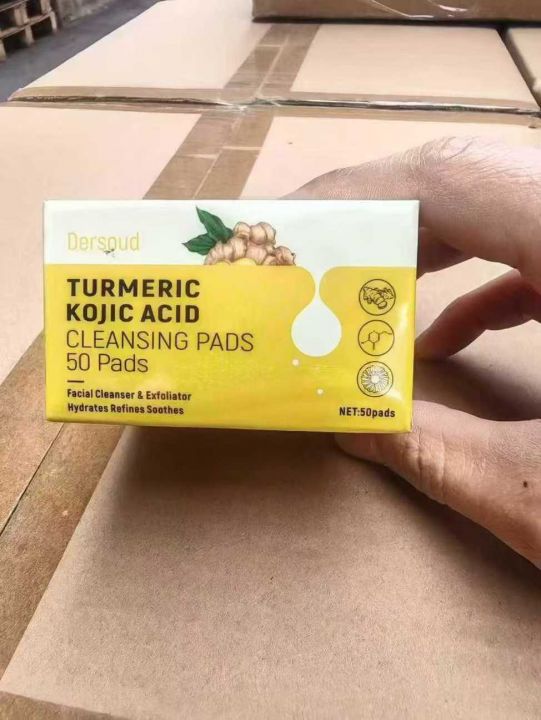 Dersoud
TURMERIC
KOJIC ACID
CLEANSING PADS
50 Pads
Facial Cleanser & Exfoliator
Hydrates Refines Soothes
NET:50pads